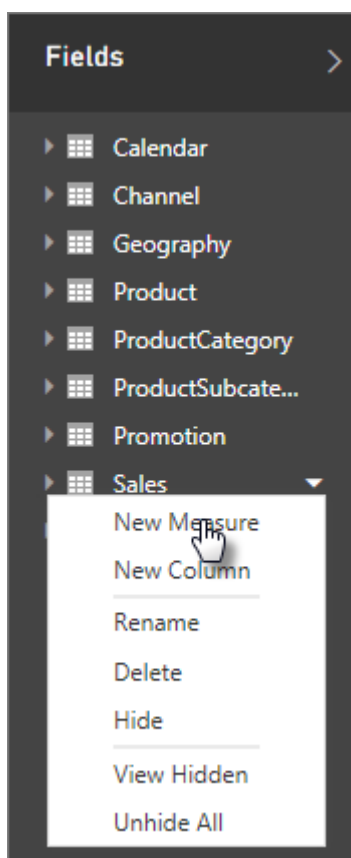 Fields
Calendar
Channel
Geography
Product
ProductCategory
ProductSubcate...
Promotion
Sales
New Measure
New Column
Rename
Delete
Hide
View Hidden
Unhide All